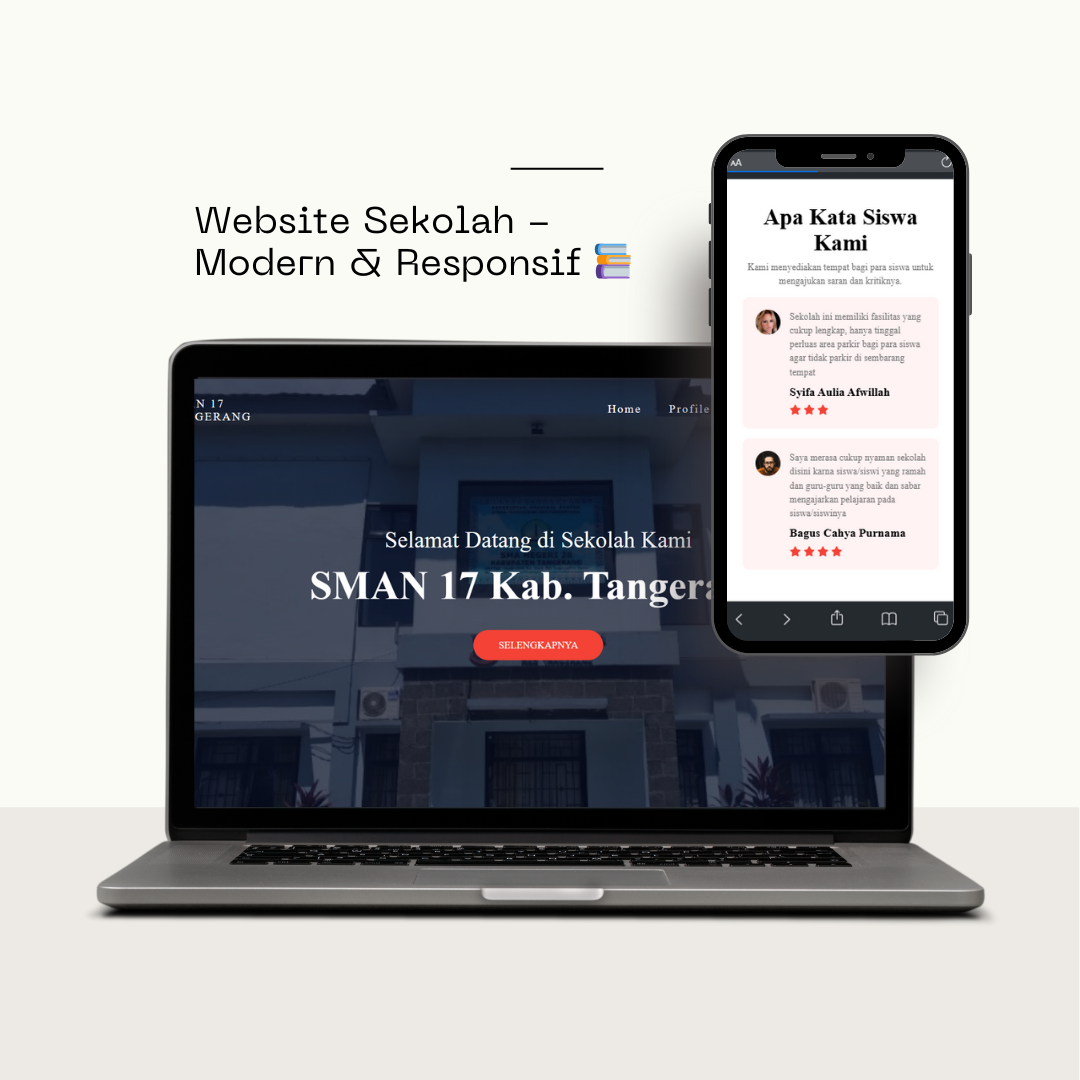 Website Sekolah –
Modern & Responsif 📚
N 17
GERANG
Home Profile
Selamat Datang di Sekolah Kami
SMAN 17 Kab. Tangera
SELENGKAPNYA
AA
Apa Kata Siswa
Kami
Kami menyediakan tempat bagi para siswa untuk
mengajukan saran dan kritiknya.
Sekolah ini memiliki fasilitas yang
cukup lengkap, hanya tinggal
perluas area parkir bagi para siswa
agar tidak parkir di sembarang
tempat
Syifa Aulia Afwillah
Saya merasa cukup nyaman sekolah
disini karna siswa/siswi yang ramah
dan guru-guru yang baik dan sabar
mengajarkan pelajaran pada
siswa/siswinya
Bagus Cahya Purnama